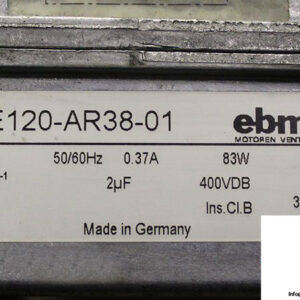 E120-AR38-01
ebm
MOTOREN VENT
50/60Hz 0.37A 83W
-1 2µF 400VDB
Ins.Cl.B 3
Made in Germany